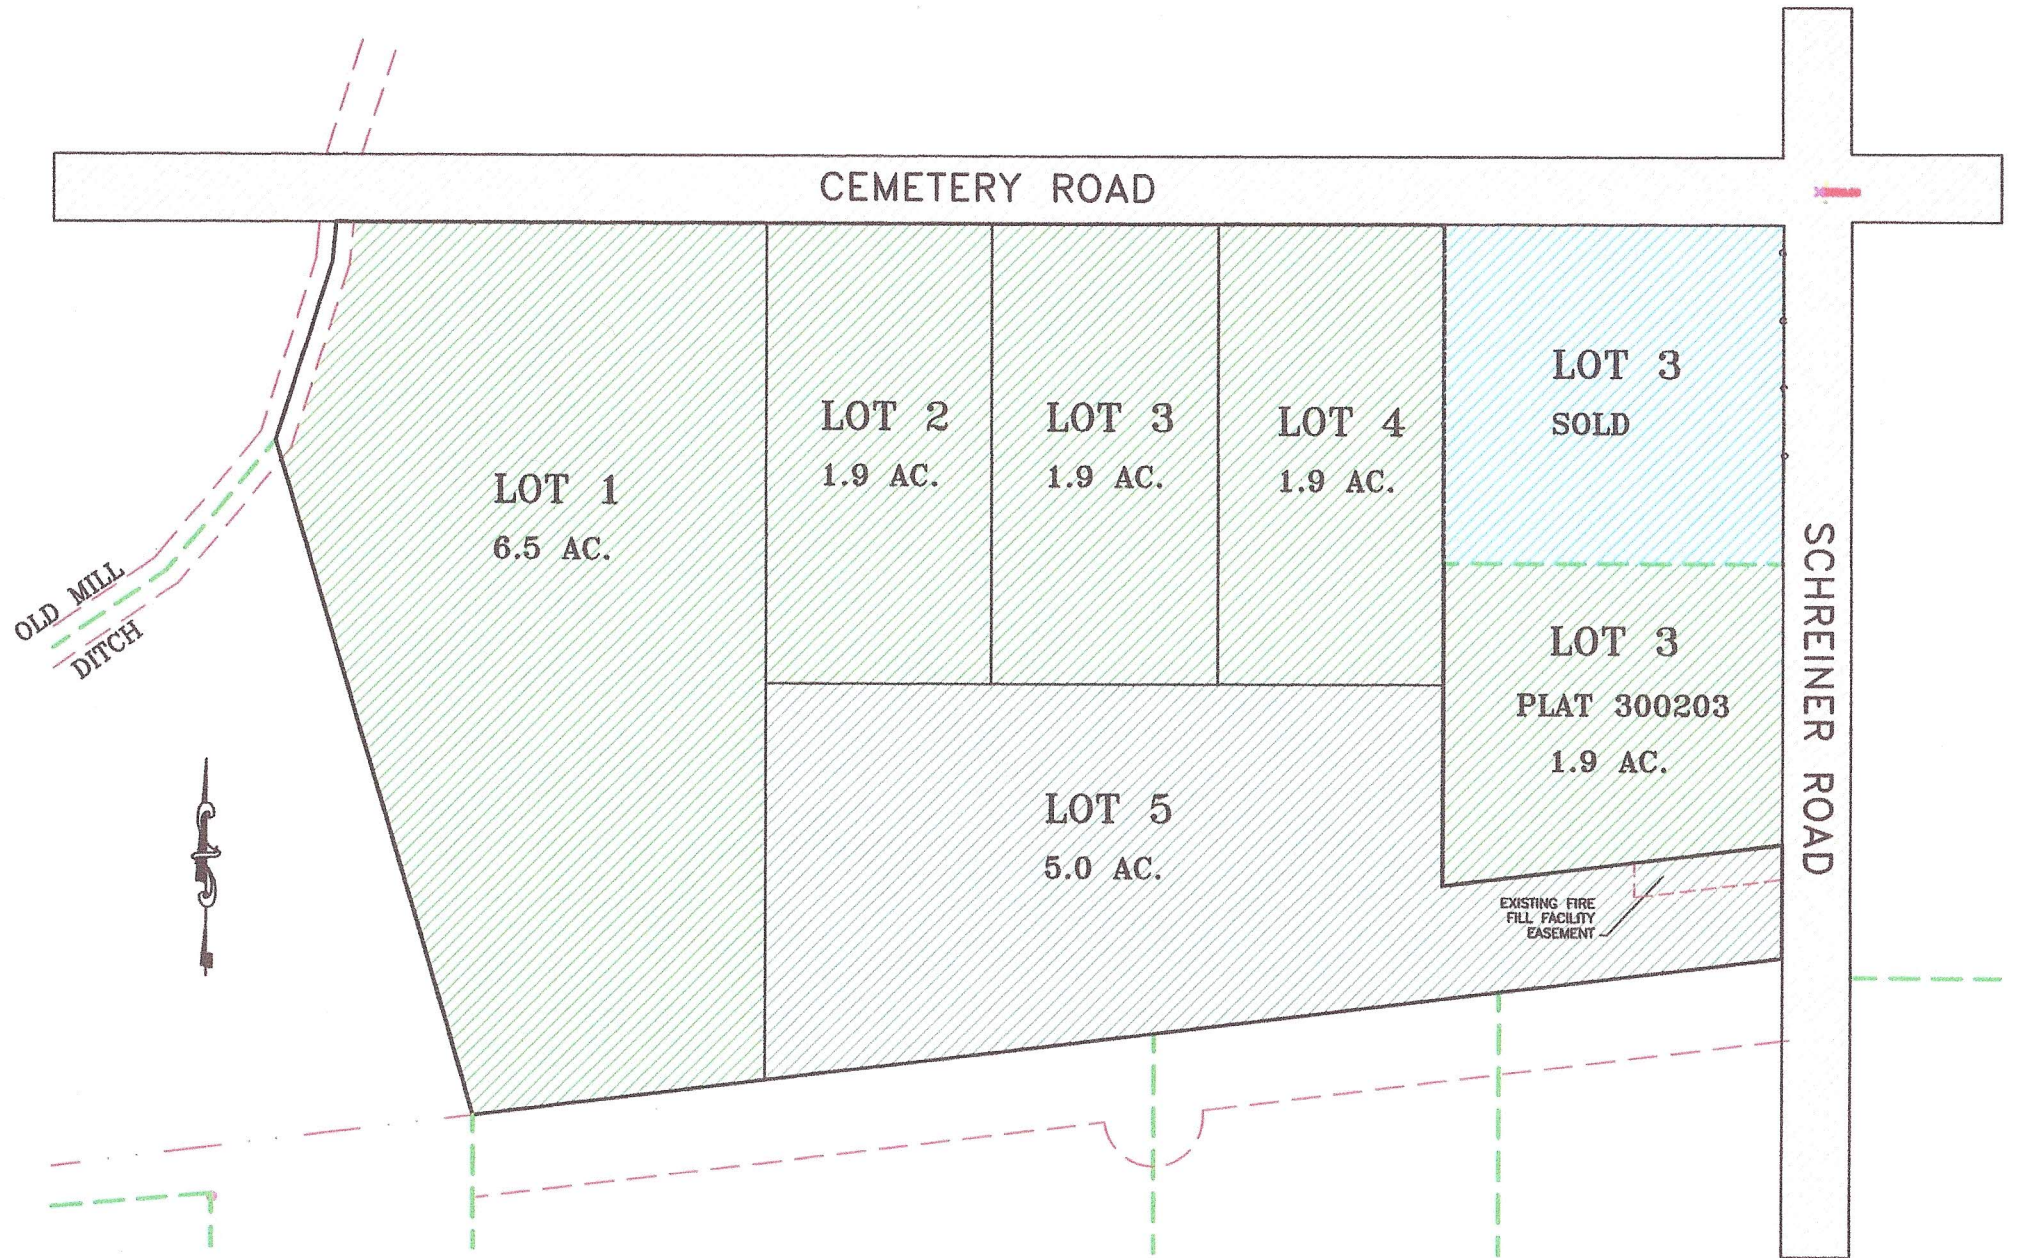 CEMETERY ROAD
LOT 1
6.5 AC.
LOT 2
1.9 AC.
LOT 3
1.9 AC.
LOT 4
1.9 AC.
LOT 3
SOLD
LOT 3
PLAT 300203
1.9 AC.
SCHREINER ROAD
OLD MILL
DITCH
LOT 5
5.0 AC.
EXISTING FIRE
FILL FACILITY
EASEMENT